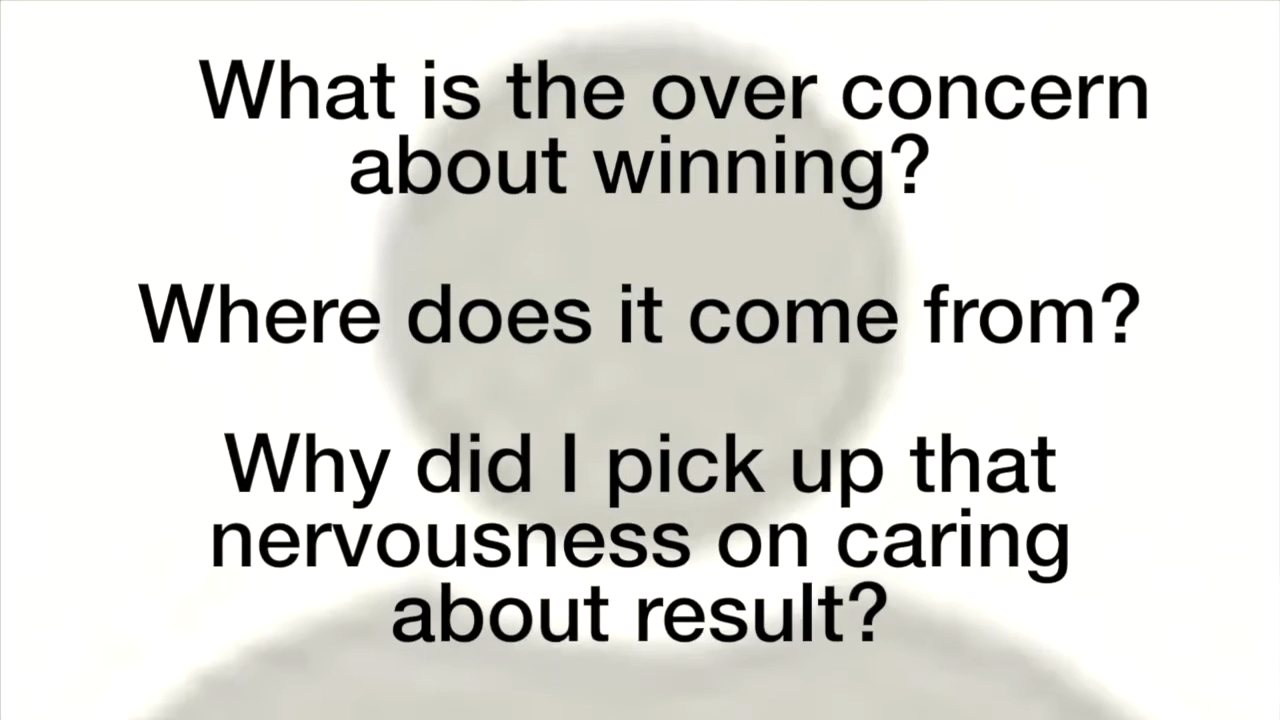 What is the over concern
about winning?
Where does it come from?
Why did I pick up that
nervousness on caring
about result?